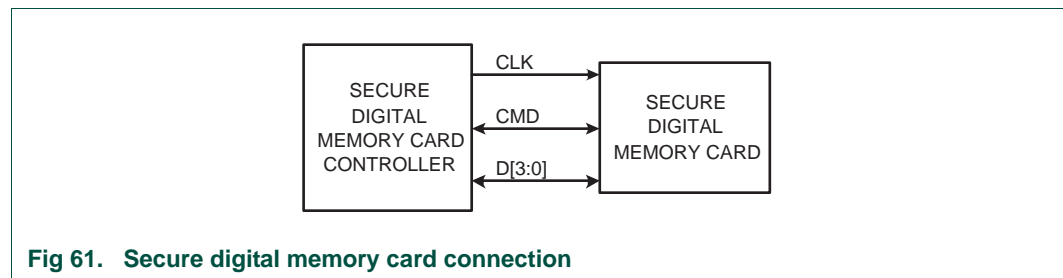 SECURE
DIGITAL
MEMORY CARD
CONTROLLER
CLK
CMD
D[3:0]
SECURE
DIGITAL
MEMORY CARD
Fig 61. Secure digital memory card connection